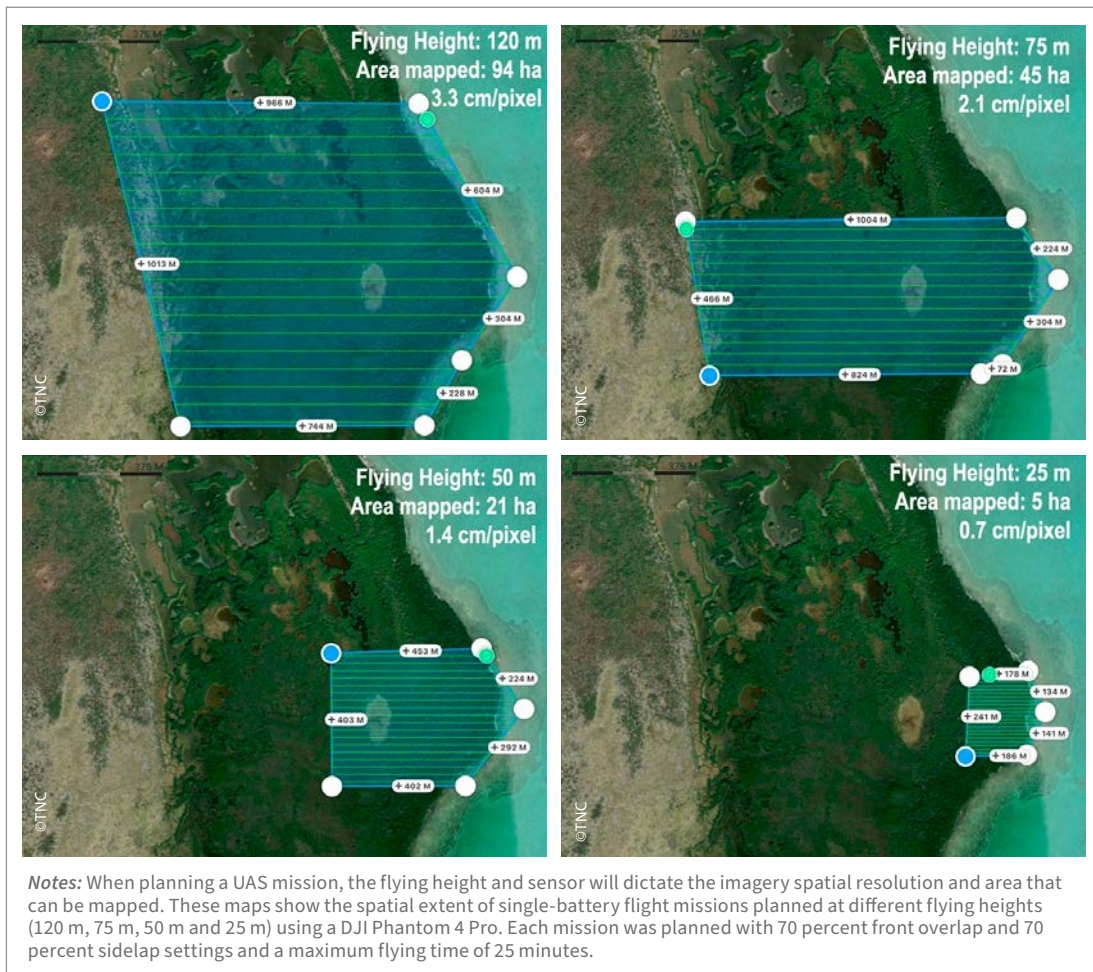 375 M
Flying Height: 120 m
Area mapped: 94 ha
3.3 cm/pixel
+ 966 M
+ 604 M
+ 1013 M
+ 304 M
+ 228 M
+ 744 M
©TNC
375 M
Flying Height: 75 m
Area mapped: 45 ha
2.1 cm/pixel
+ 1004 M
+ 224 M
+ 466 M
+ 304 M
+ 72 M
+ 824 M
©TNC
375 M
Flying Height: 50 m
Area mapped: 21 ha
1.4 cm/pixel
+ 453 M
+ 224 M
+ 403 M
+ 292 M
+ 402 M
©TNC
375 M
Flying Height: 25 m
Area mapped: 5 ha
0.7 cm/pixel
+ 178 M
+ 134 M
+ 241 M
+ 141 M
+ 186 M
©TNC
Notes: When planning a UAS mission, the flying height and sensor will dictate the imagery spatial resolution and area that
can be mapped. These maps show the spatial extent of single-battery flight missions planned at different flying heights
(120 m, 75 m, 50 m and 25 m) using a DJI Phantom 4 Pro. Each mission was planned with 70 percent front overlap and 70
percent sidelap settings and a maximum flying time of 25 minutes.